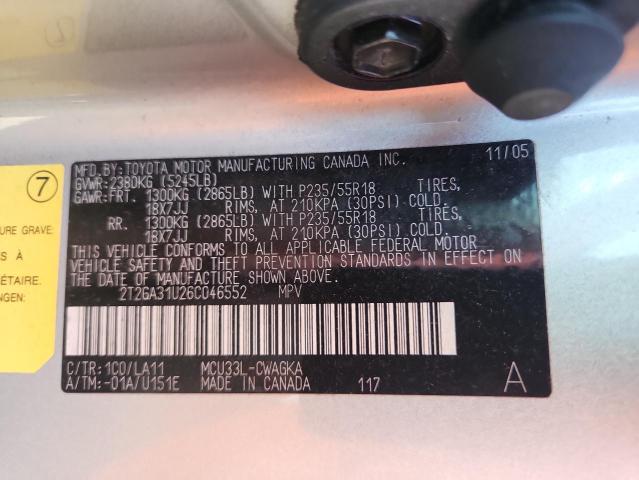 MFD.BY:TOYOTA MOTOR MANUFACTURING CANADA INC. 11/05
GVWR:2380KG (5245LB)
GAWR:FRT. 1300KG (2865LB) WITH P235/55R18 TIRES,
18X7JJ RIMS, AT 210KPA (30PSI) COLD.
RR. 1300KG (2865LB) WITH P235/55R18 TIRES,
18X7JJ RIMS, AT 210KPA (30PSI) COLD.
THIS VEHICLE CONFORMS TO ALL APPLICABLE FEDERAL MOTOR
VEHICLE SAFETY AND THEFT PREVENTION STANDARDS IN EFFECT ON
THE DATE OF MANUFACTURE SHOWN ABOVE.
2T2GA31U26C046552 MPV
C/TR:1C0/LA11 MCU33L-CWAGKA
A/TM:-01A/U151E MADE IN CANADA 117 A
7
URE GRAVE:
S À
ÉTAIRE.
NGEN: